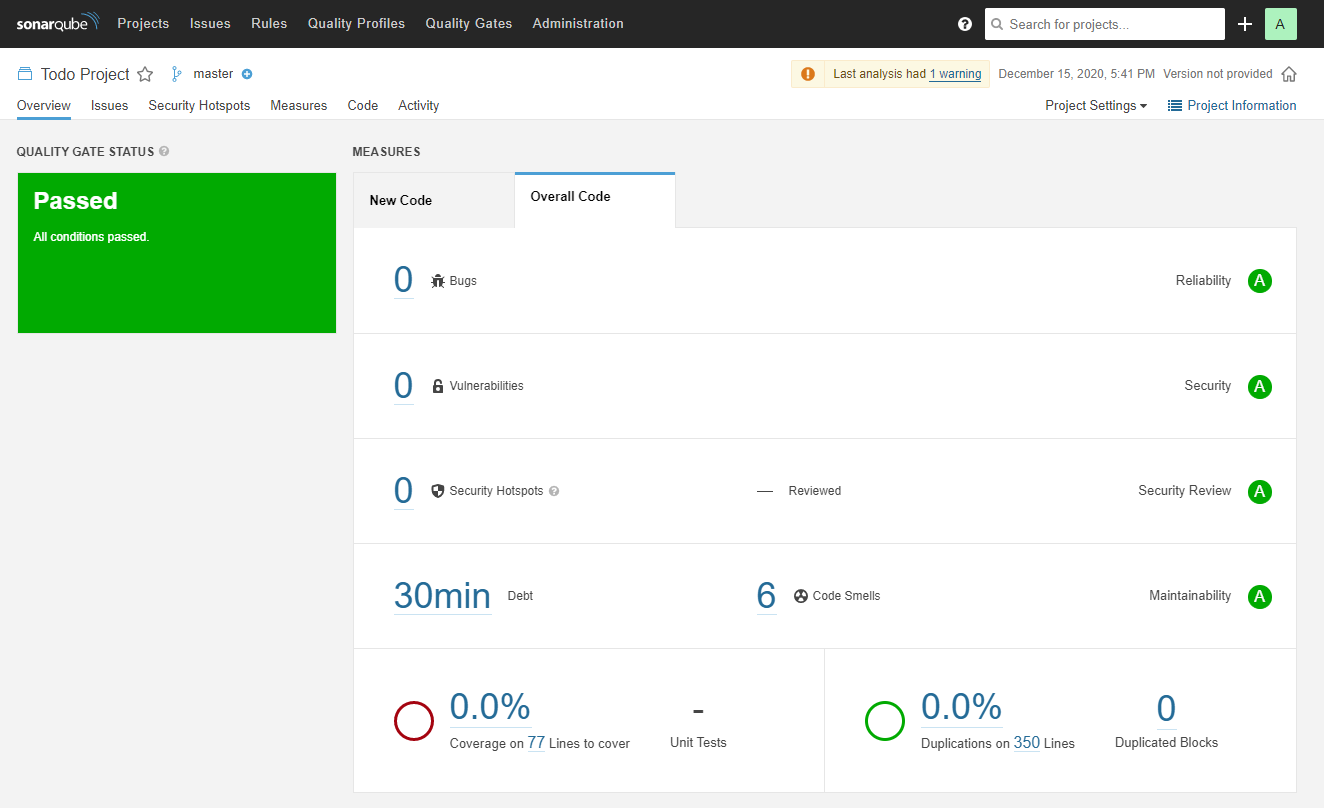 sonarqube Projects Issues Rules Quality Profiles Quality Gates Administration ? Search for projects... A
Todo Project master Last analysis had 1 warning December 15, 2020, 5:41 PM Version not provided
Overview Issues Security Hotspots Measures Code Activity Project Settings Project Information
QUALITY GATE STATUS ?
Passed
All conditions passed.
MEASURES
New Code Overall Code
0 Bugs Reliability A
0 Vulnerabilities Security A
0 Security Hotspots ? — Reviewed Security Review A
30min Debt 6 Code Smells Maintainability A
0.0% - 0.0% 0
Coverage on 77 Lines to cover Unit Tests Duplications on 350 Lines Duplicated Blocks